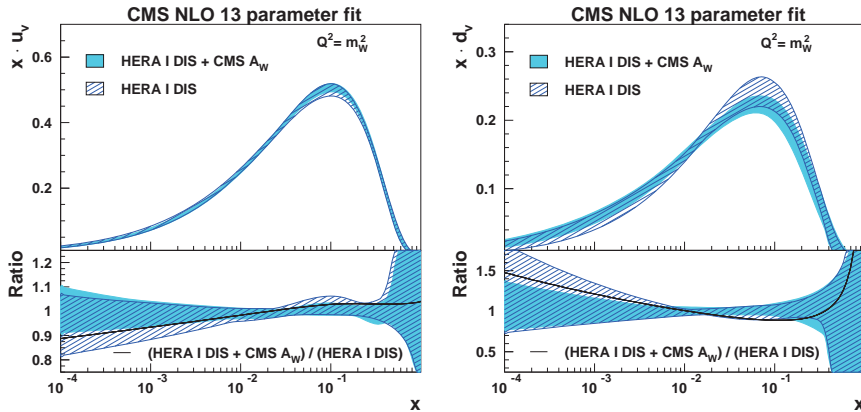 CMS NLO 13 parameter fit
x · u_v
Q² = m_W²
HERA I DIS + CMS A_W
HERA I DIS
0.6
0.4
0.2
Ratio
1.2
1.1
1
0.9
0.8
(HERA I DIS + CMS A_W) / (HERA I DIS)
10⁻⁴ 10⁻³ 10⁻² 10⁻¹
x
CMS NLO 13 parameter fit
x · d_v
Q² = m_W²
HERA I DIS + CMS A_W
HERA I DIS
0.3
0.2
0.1
Ratio
1.5
1
0.5
(HERA I DIS + CMS A_W) / (HERA I DIS)
10⁻⁴ 10⁻³ 10⁻² 10⁻¹
x